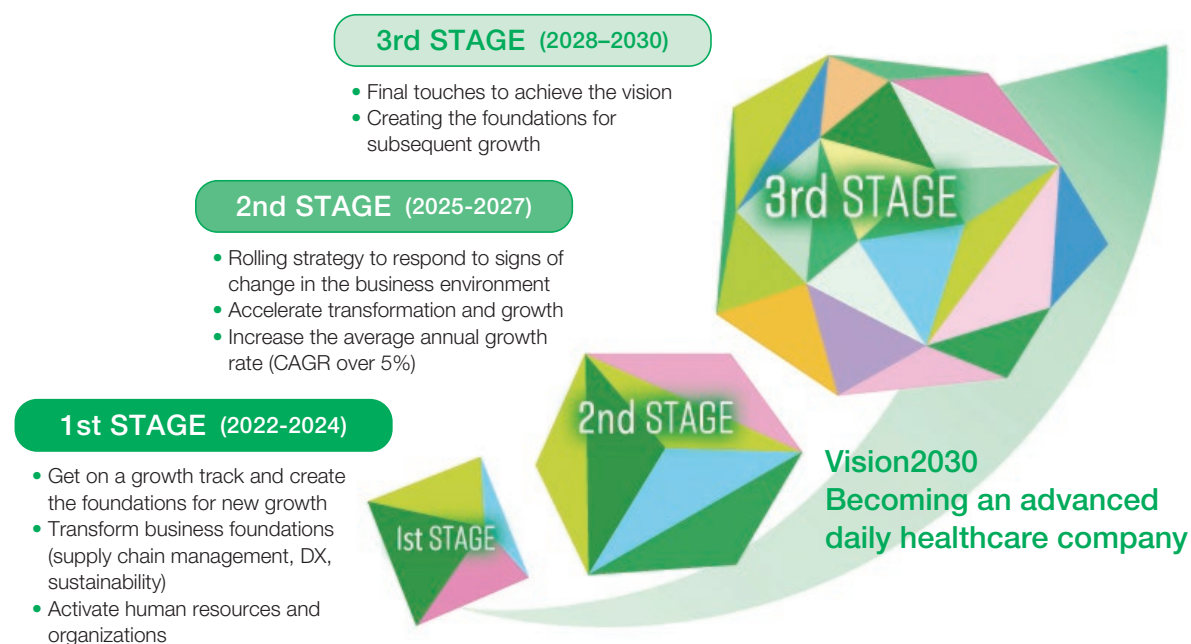 3rd STAGE (2028–2030)
• Final touches to achieve the vision
• Creating the foundations for
subsequent growth
2nd STAGE (2025-2027)
• Rolling strategy to respond to signs of
change in the business environment
• Accelerate transformation and growth
• Increase the average annual growth
rate (CAGR over 5%)
1st STAGE (2022-2024)
• Get on a growth track and create
the foundations for new growth
• Transform business foundations
(supply chain management, DX,
sustainability)
• Activate human resources and
organizations
1st STAGE
2nd STAGE
3rd STAGE
Vision2030
Becoming an advanced
daily healthcare company